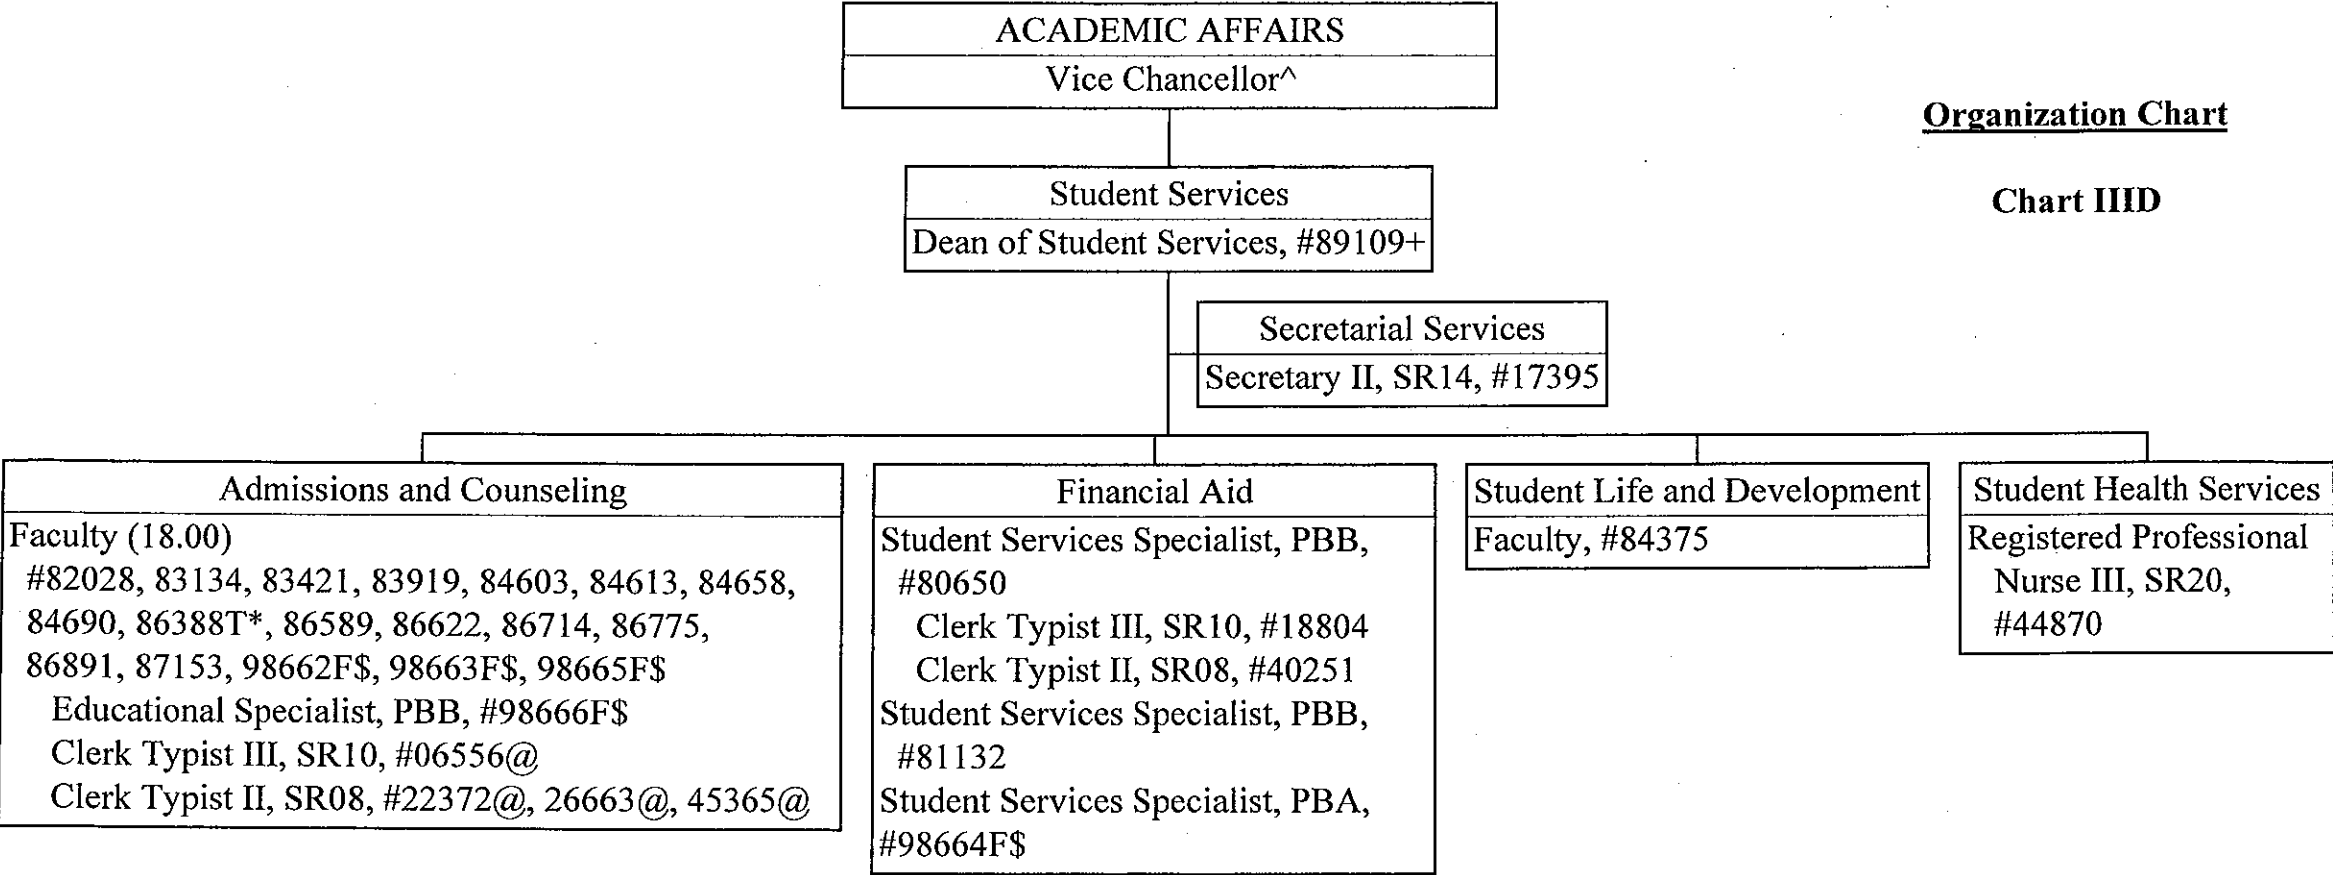 ACADEMIC AFFAIRS
Vice Chancellor^
Organization Chart
Chart IIID
Student Services
Dean of Student Services, #89109+
Secretarial Services
Secretary II, SR14, #17395
Admissions and Counseling
Faculty (18.00)
#82028, 83134, 83421, 83919, 84603, 84613, 84658,
84690, 86388T*, 86589, 86622, 86714, 86775,
86891, 87153, 98662F$, 98663F$, 98665F$
Educational Specialist, PBB, #98666F$
Clerk Typist III, SR10, #06556@
Clerk Typist II, SR08, #22372@, 26663@, 45365@
Financial Aid
Student Services Specialist, PBB,
#80650
Clerk Typist III, SR10, #18804
Clerk Typist II, SR08, #40251
Student Services Specialist, PBB,
#81132
Student Services Specialist, PBA,
#98664F$
Student Life and Development
Faculty, #84375
Student Health Services
Registered Professional
Nurse III, SR20,
#44870